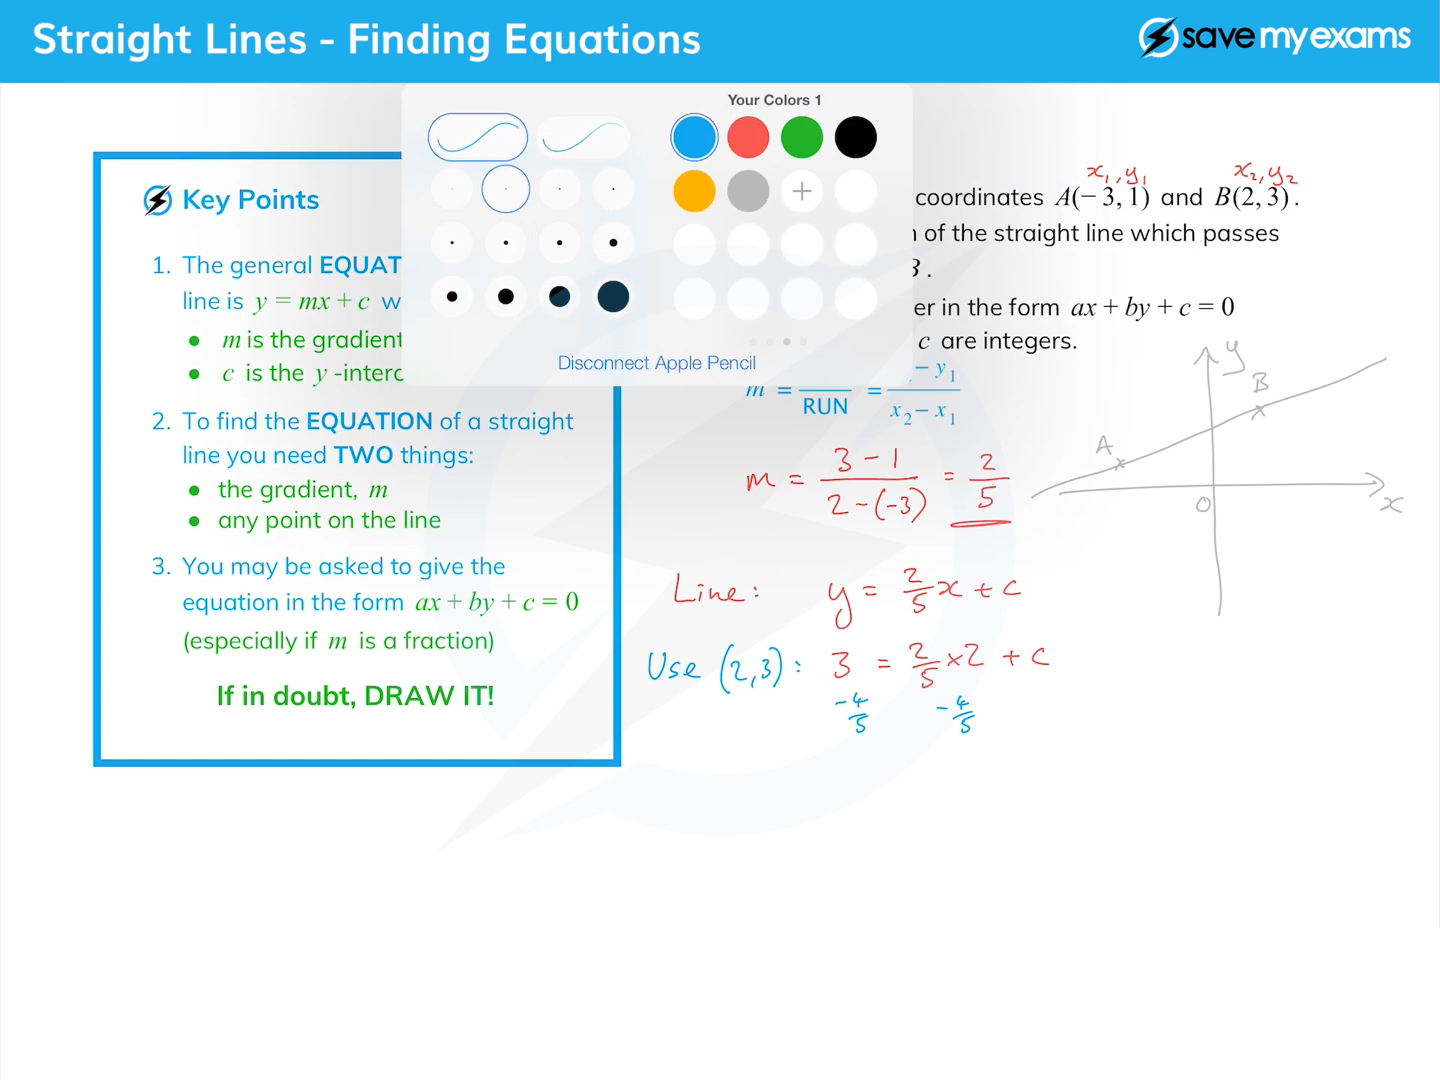 Straight Lines - Finding Equations
save my exams
Your Colors 1
Disconnect Apple Pencil
Key Points
1. The general EQUAT
line is y = mx + c w
• m is the gradient
• c is the y -interc
2. To find the EQUATION of a straight
line you need TWO things:
• the gradient, m
• any point on the line
3. You may be asked to give the
equation in the form ax + by + c = 0
(especially if m is a fraction)
If in doubt, DRAW IT!
x₁, y₁ x₂, y₂
coordinates A(−3, 1) and B(2, 3).
of the straight line which passes
B.
er in the form ax + by + c = 0
c are integers.
m = / RUN = − y₁ / x₂ − x₁
m = 3 − 1 / 2 − (−3) = 2/5
Line: y = 2/5 x + c
Use (2,3): 3 = 2/5 × 2 + c
−4/5 −4/5
y
B
A
O
x